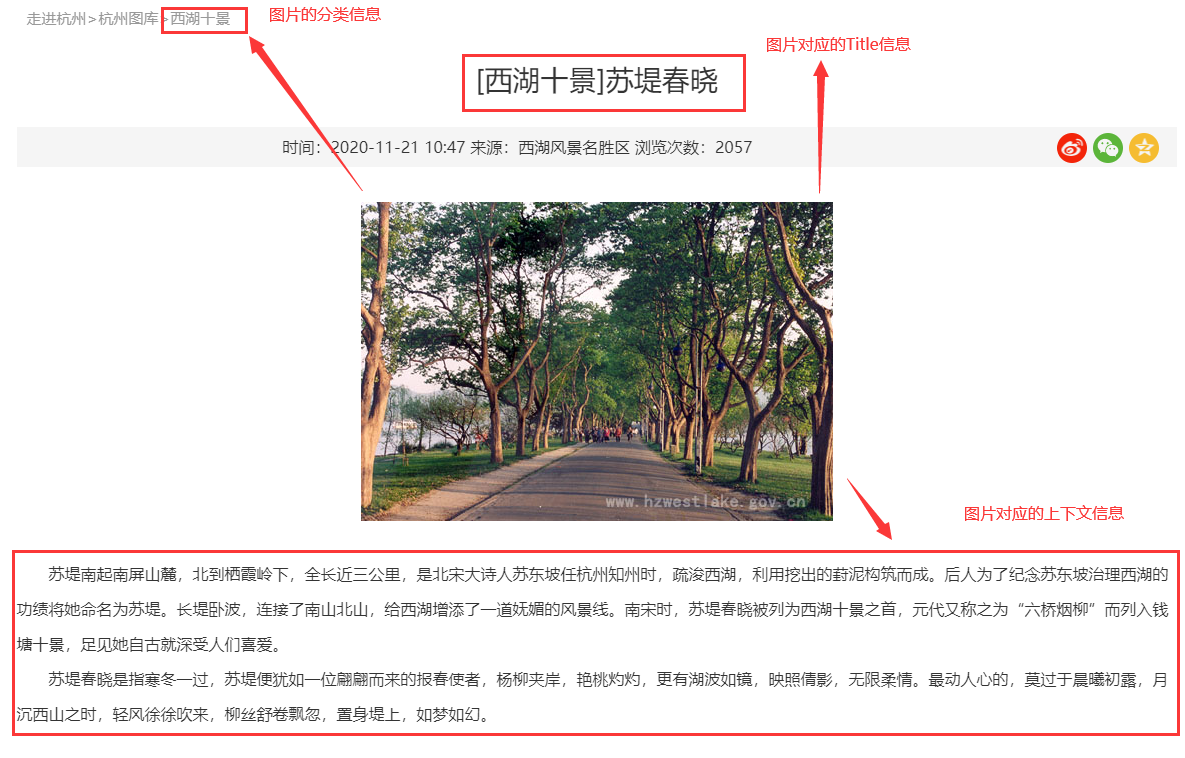 走进杭州>杭州图库>西湖十景
图片的分类信息
图片对应的Title信息
[西湖十景]苏堤春晓
时间：2020-11-21 10:47 来源：西湖风景名胜区 浏览次数：2057
www.hzwestlake.gov.cn
图片对应的上下文信息
苏堤南起南屏山麓，北到栖霞岭下，全长近三公里，是北宋大诗人苏东坡任杭州知州时，疏浚西湖，利用挖出的葑泥构筑而成。后人为了纪念苏东坡治理西湖的
功绩将她命名为苏堤。长堤卧波，连接了南山北山，给西湖增添了一道妩媚的风景线。南宋时，苏堤春晓被列为西湖十景之首，元代又称之为“六桥烟柳”而列入钱
塘十景，足见她自古就深受人们喜爱。
苏堤春晓是指寒冬一过，苏堤便犹如一位翩翩而来的报春使者，杨柳夹岸，艳桃灼灼，更有湖波如镜，映照倩影，无限柔情。最动人心的，莫过于晨曦初露，月
沉西山之时，轻风徐徐吹来，柳丝舒卷飘忽，置身堤上，如梦如幻。